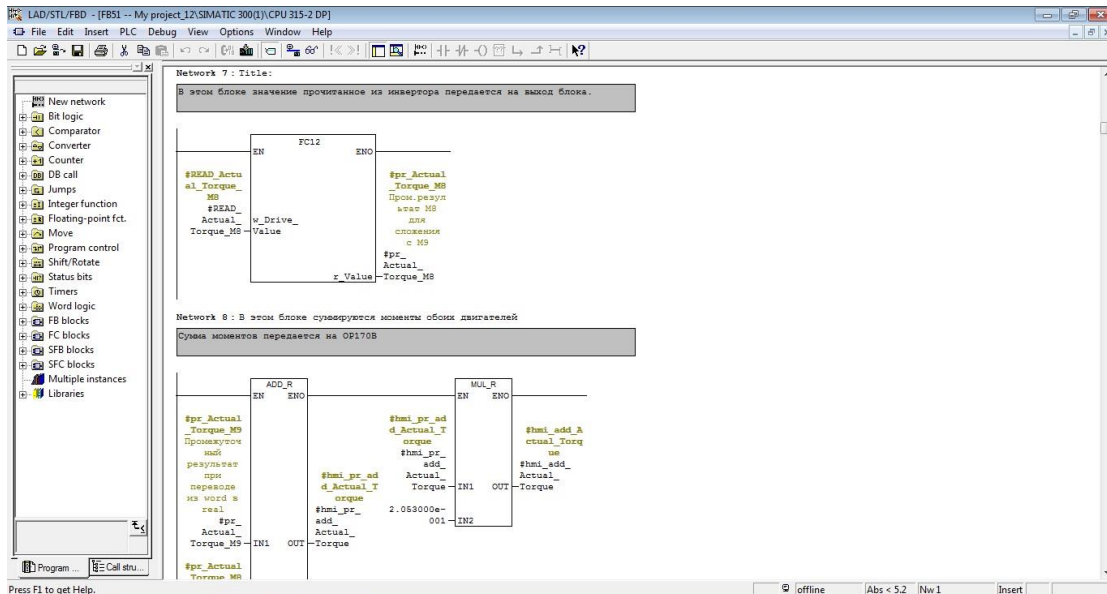 LAD/STL/FBD - [FB51 -- My project_12\SIMATIC 300(1)\CPU 315-2 DP]
File Edit Insert PLC Debug View Options Window Help
New network
Bit logic
Comparator
Converter
Counter
DB call
Jumps
Integer function
Floating-point fct.
Move
Program control
Shift/Rotate
Status bits
Timers
Word logic
FB blocks
FC blocks
SFB blocks
SFC blocks
Multiple instances
Libraries
Program ...
Call stru...
Network 7 : Title:
В этом блоке значение прочитанное из инвертора передается на выход блока.
FC12
EN
ENO
#READ_Actu
al_Torque_
M8
#READ_
Actual_
Torque_M8
w_Drive_
Value
#pr_Actual
_Torque_M8
Пром.резул
ьтат M8
для
сложения
с M9
#pr_
Actual_
Torque_M8
r_Value
Network 8 : В этом блоке суммируются моменты обоих двигателей
Сумма моментов передается на OP170B
ADD_R
EN
ENO
#pr_Actual
_Torque_M9
Промежуточ
ный
результат
при
переводе
из word в
real
#pr_
Actual_
Torque_M9
IN1
OUT
#hmi_pr_ad
d_Actual_T
orque
#hmi_pr_
add_
Actual_
Torque
#pr_Actual
Torque M8
MUL_R
EN
ENO
#hmi_pr_ad
d_Actual_T
orque
#hmi_pr_
add_
Actual_
Torque
IN1
OUT
2.053000e-
001
IN2
#hmi_add_A
ctual_Torq
ue
#hmi_add_
Actual_
Torque
Press F1 to get Help.
offline
Abs < 5.2
Nw 1
Insert